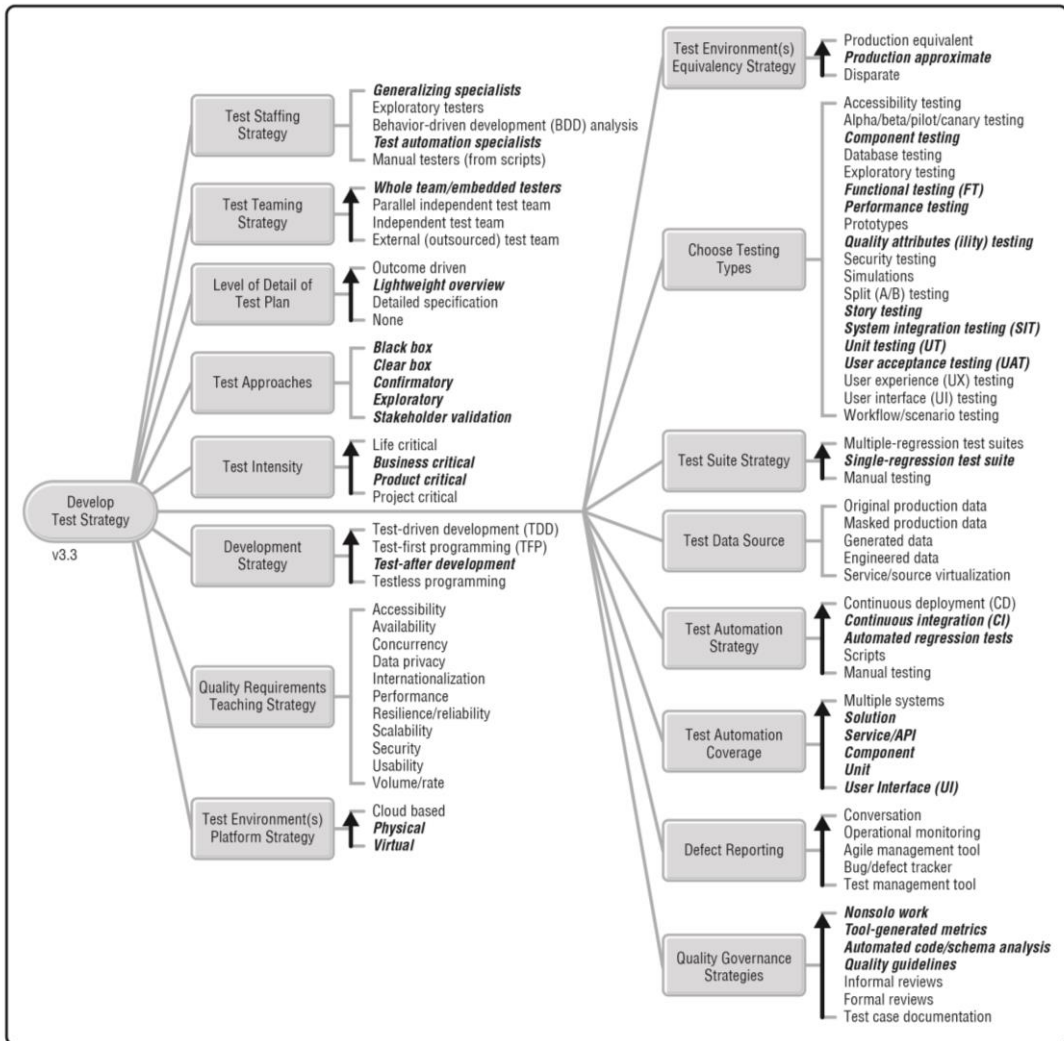 Develop
Test Strategy
v3.3
Test Staffing
Strategy
Generalizing specialists
Exploratory testers
Behavior-driven development (BDD) analysis
Test automation specialists
Manual testers (from scripts)
Test Teaming
Strategy
Whole team/embedded testers
Parallel independent test team
Independent test team
External (outsourced) test team
Level of Detail of
Test Plan
Outcome driven
Lightweight overview
Detailed specification
None
Test Approaches
Black box
Clear box
Confirmatory
Exploratory
Stakeholder validation
Test Intensity
Life critical
Business critical
Product critical
Project critical
Development
Strategy
Test-driven development (TDD)
Test-first programming (TFP)
Test-after development
Testless programming
Quality Requirements
Teaching Strategy
Accessibility
Availability
Concurrency
Data privacy
Internationalization
Performance
Resilience/reliability
Scalability
Security
Usability
Volume/rate
Test Environment(s)
Platform Strategy
Cloud based
Physical
Virtual
Test Environment(s)
Equivalency Strategy
Production equivalent
Production approximate
Disparate
Choose Testing
Types
Accessibility testing
Alpha/beta/pilot/canary testing
Component testing
Database testing
Exploratory testing
Functional testing (FT)
Performance testing
Prototypes
Quality attributes (ility) testing
Security testing
Simulations
Split (A/B) testing
Story testing
System integration testing (SIT)
Unit testing (UT)
User acceptance testing (UAT)
User experience (UX) testing
User interface (UI) testing
Workflow/scenario testing
Test Suite Strategy
Multiple-regression test suites
Single-regression test suite
Manual testing
Test Data Source
Original production data
Masked production data
Generated data
Engineered data
Service/source virtualization
Test Automation
Strategy
Continuous deployment (CD)
Continuous integration (CI)
Automated regression tests
Scripts
Manual testing
Test Automation
Coverage
Multiple systems
Solution
Service/API
Component
Unit
User Interface (UI)
Defect Reporting
Conversation
Operational monitoring
Agile management tool
Bug/defect tracker
Test management tool
Quality Governance
Strategies
Nonsolo work
Tool-generated metrics
Automated code/schema analysis
Quality guidelines
Informal reviews
Formal reviews
Test case documentation